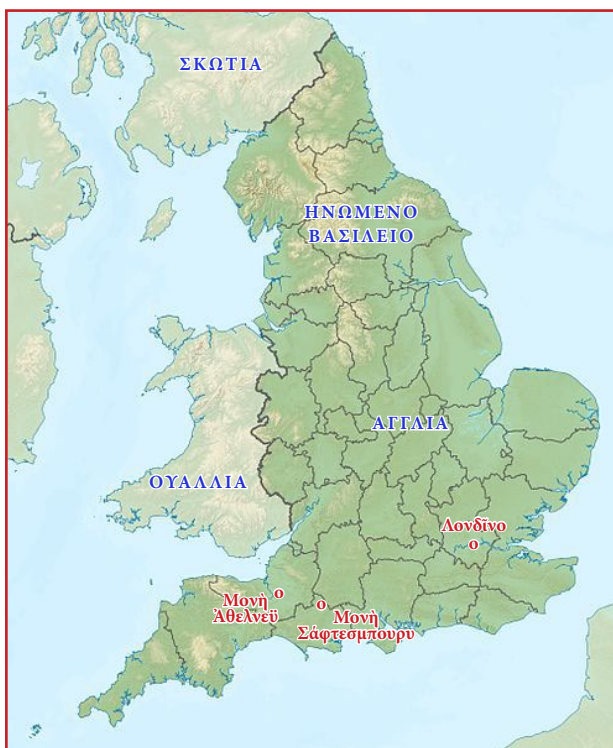 ΣΚΩΤΙΑ
ΗΝΩΜΕΝΟ
ΒΑΣΙΛΕΙΟ
ΑΓΓΛΙΑ
ΟΥΑΛΛΙΑ
Λονδῖνο
Μονὴ
Ἀθελνεϋ
Μονὴ
Σάφτεσμπουρυ